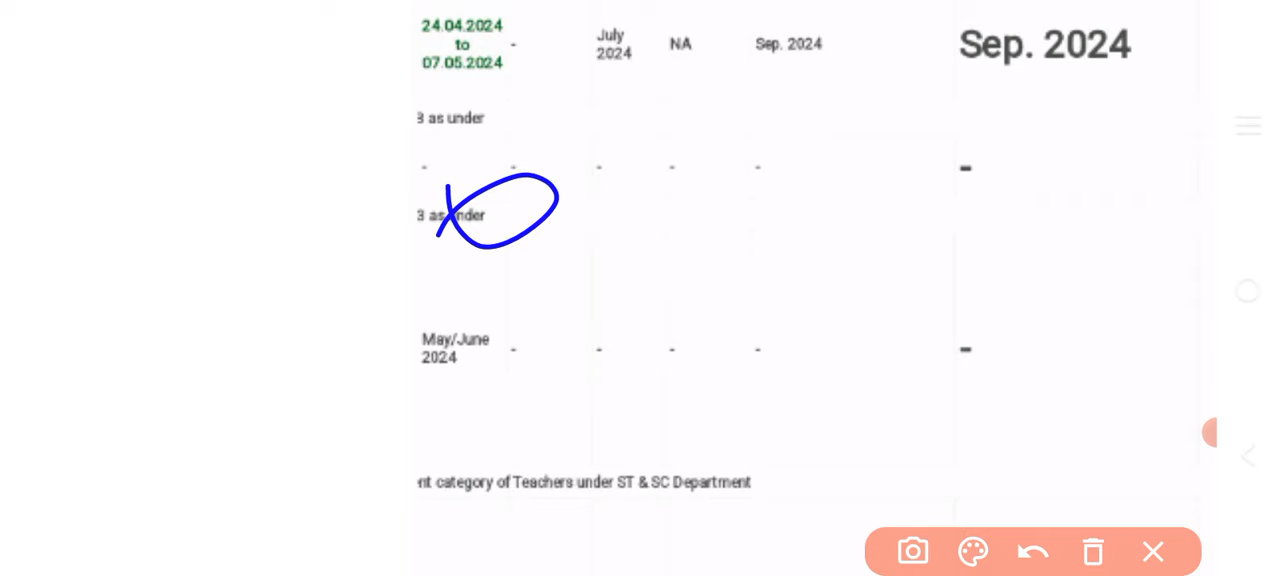 24.04.2024 to 07.05.2024 - July 2024 NA Sep. 2024 Sep. 2024
as under
- - - - - -
as under
May/June 2024 - - - - -
category of Teachers under ST & SC Department